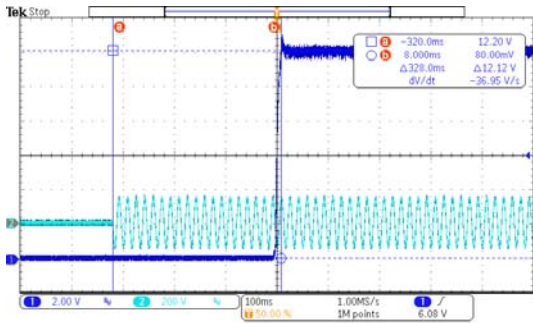 Tek Stop
a
b
a -320.0ms 12.20 V
b 8.000ms 80.00mV
Δ328.0ms Δ12.12 V
dV/dt -36.95 V/s
2
1
1 2.00 V 2 200 V
100ms 1.00MS/s 1
T 50.00 % 1M points 6.08 V